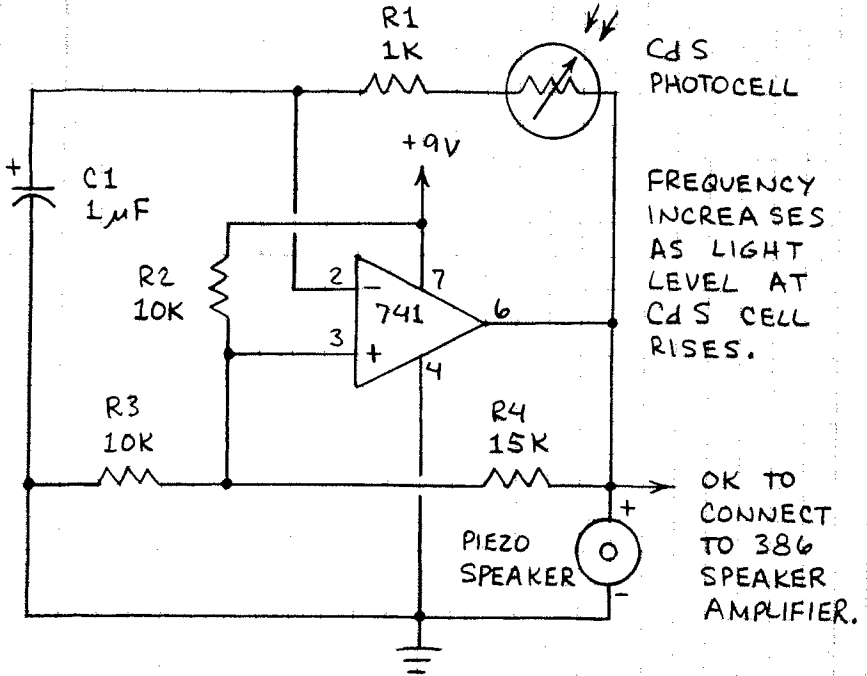 R1
1K
CdS
PHOTOCELL
+9V
+
C1
1µF
FREQUENCY
INCREASES
AS LIGHT
LEVEL AT
CdS CELL
RISES.
R2
10K
2
−
7
741
6
3
+
4
R3
10K
R4
15K
OK TO
CONNECT
TO 386
SPEAKER
AMPLIFIER.
+
PIEZO
SPEAKER
-